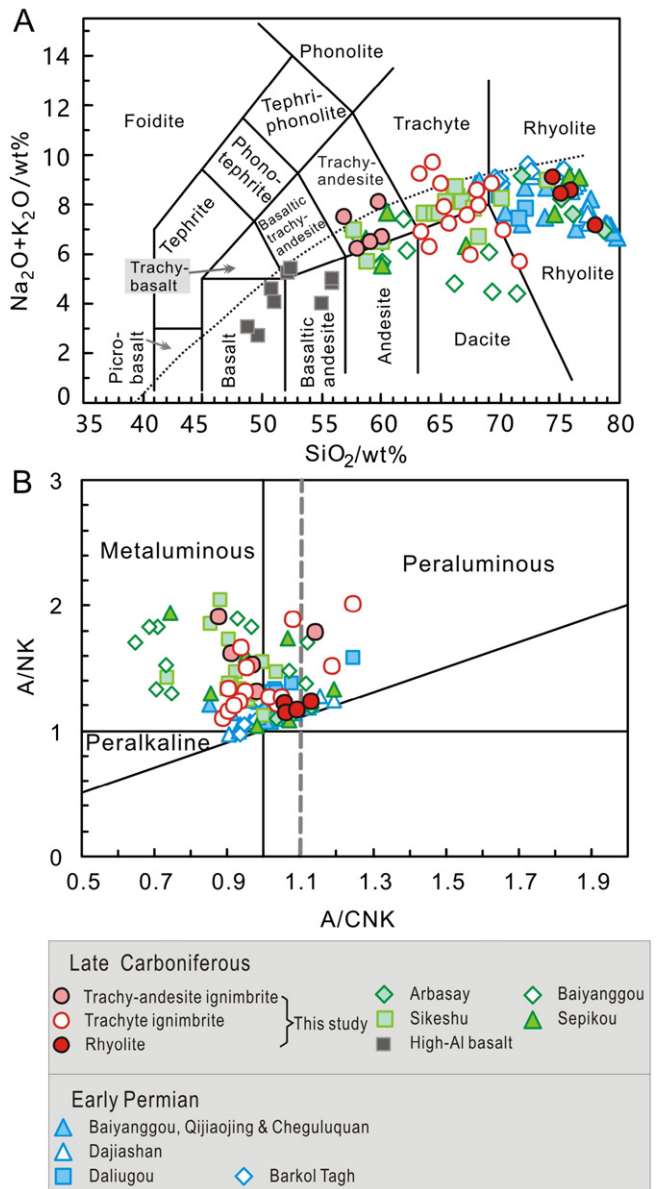 A
Na₂O+K₂O/wt%
14
12
10
8
6
4
2
0
Foidite
Phonolite
Tephri-
phonolite
Phono-
tephrite
Tephrite
Trachy-
basalt
Picro-
basalt
Basalt
Basaltic
trachy-
andesite
Trachy-
andesite
Trachyte
Rhyolite
Rhyolite
Basaltic
andesite
Andesite
Dacite
35 40 45 50 55 60 65 70 75 80
SiO₂/wt%
B
A/NK
3
2
1
0
Metaluminous
Peraluminous
Peralkaline
0.5 0.7 0.9 1.1 1.3 1.5 1.7 1.9
A/CNK
Late Carboniferous
Trachy-andesite ignimbrite
Trachyte ignimbrite
Rhyolite
This study
Arbasay
Baiyanggou
Sikeshu
Sepikou
High-Al basalt
Early Permian
Baiyanggou, Qijiaojing & Cheguluquan
Dajiashan
Daliugou
Barkol Tagh